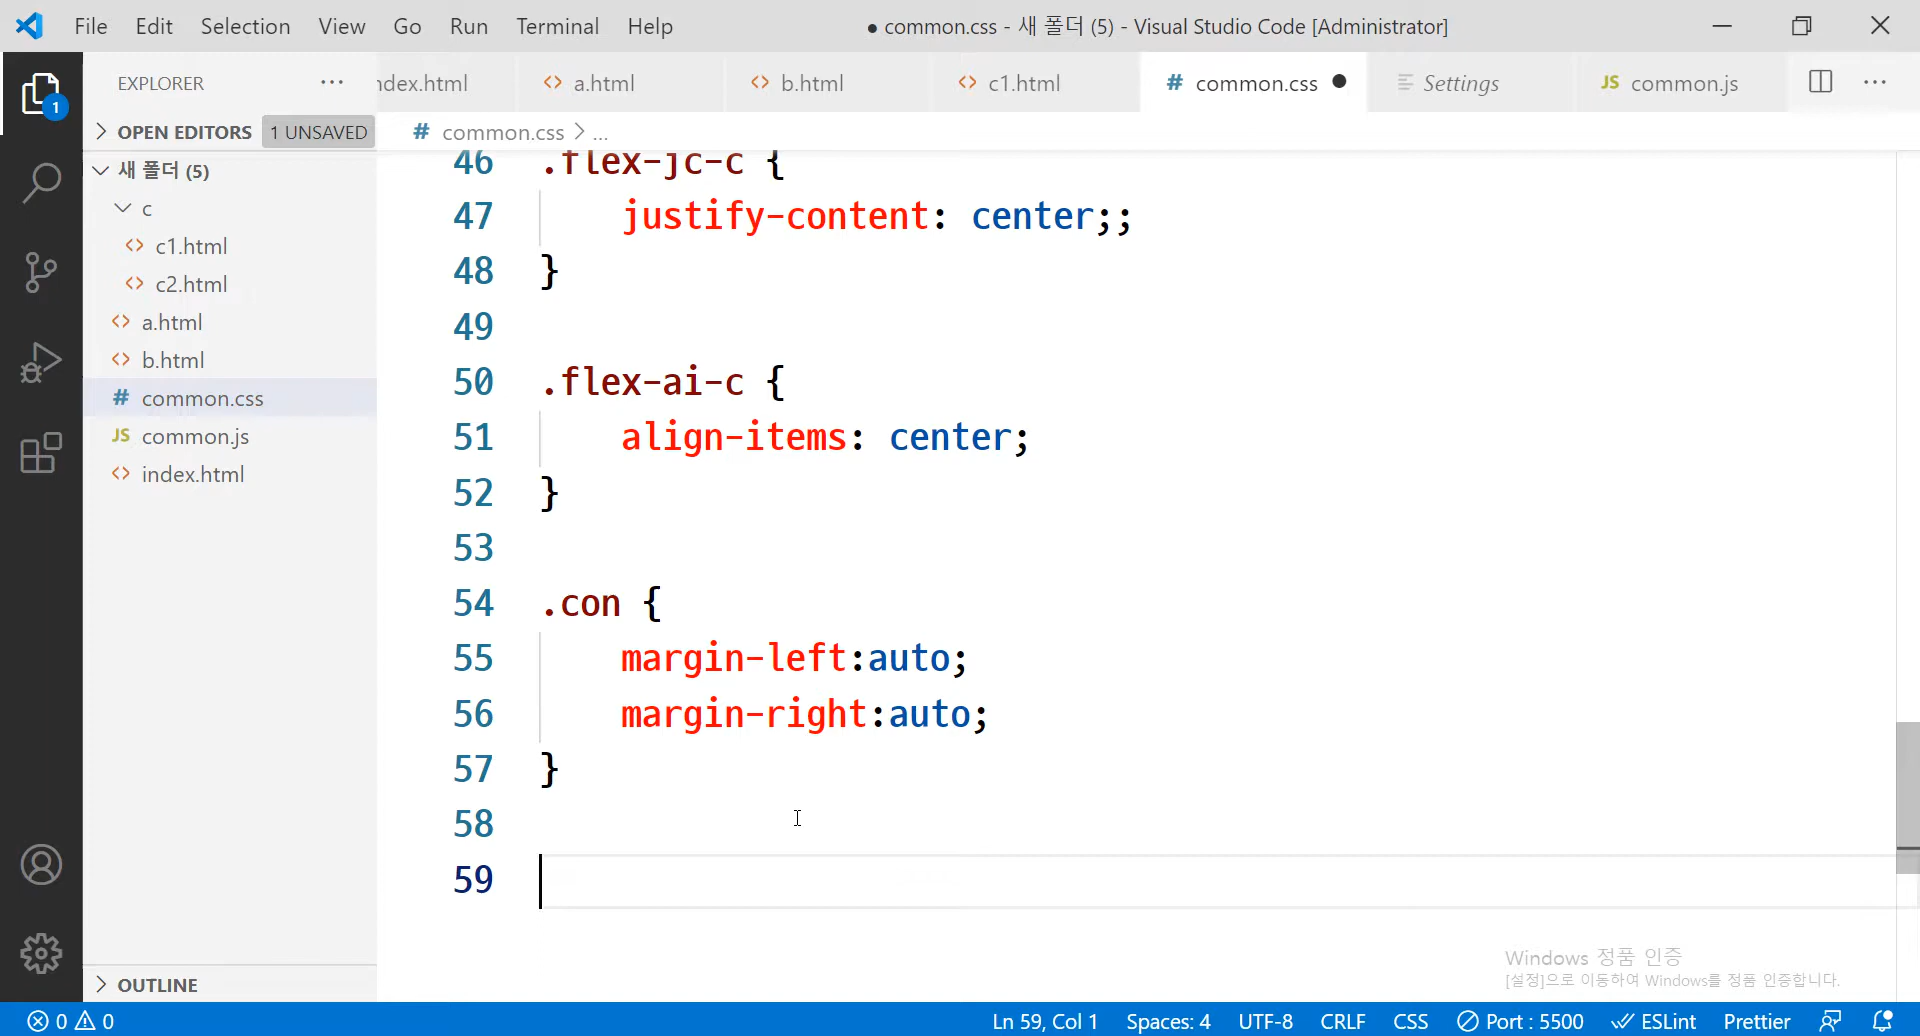 File Edit Selection View Go Run Terminal Help
● common.css - 새 폴더 (5) - Visual Studio Code [Administrator]
EXPLORER ···
ndex.html
a.html
b.html
c1.html
# common.css ●
Settings
JS common.js
···
OPEN EDITORS 1 UNSAVED
# common.css > ...
1
새 폴더 (5)
c
c1.html
c2.html
a.html
b.html
# common.css
JS common.js
index.html
OUTLINE
46 .flex-jc-c {
47 justify-content: center;;
48 }
49
50 .flex-ai-c {
51 align-items: center;
52 }
53
54 .con {
55 margin-left:auto;
56 margin-right:auto;
57 }
58
59
Windows 정품 인증
[설정]으로 이동하여 Windows를 정품 인증합니다.
0 0 Ln 59, Col 1 Spaces: 4 UTF-8 CRLF CSS Port : 5500 ESLint Prettier